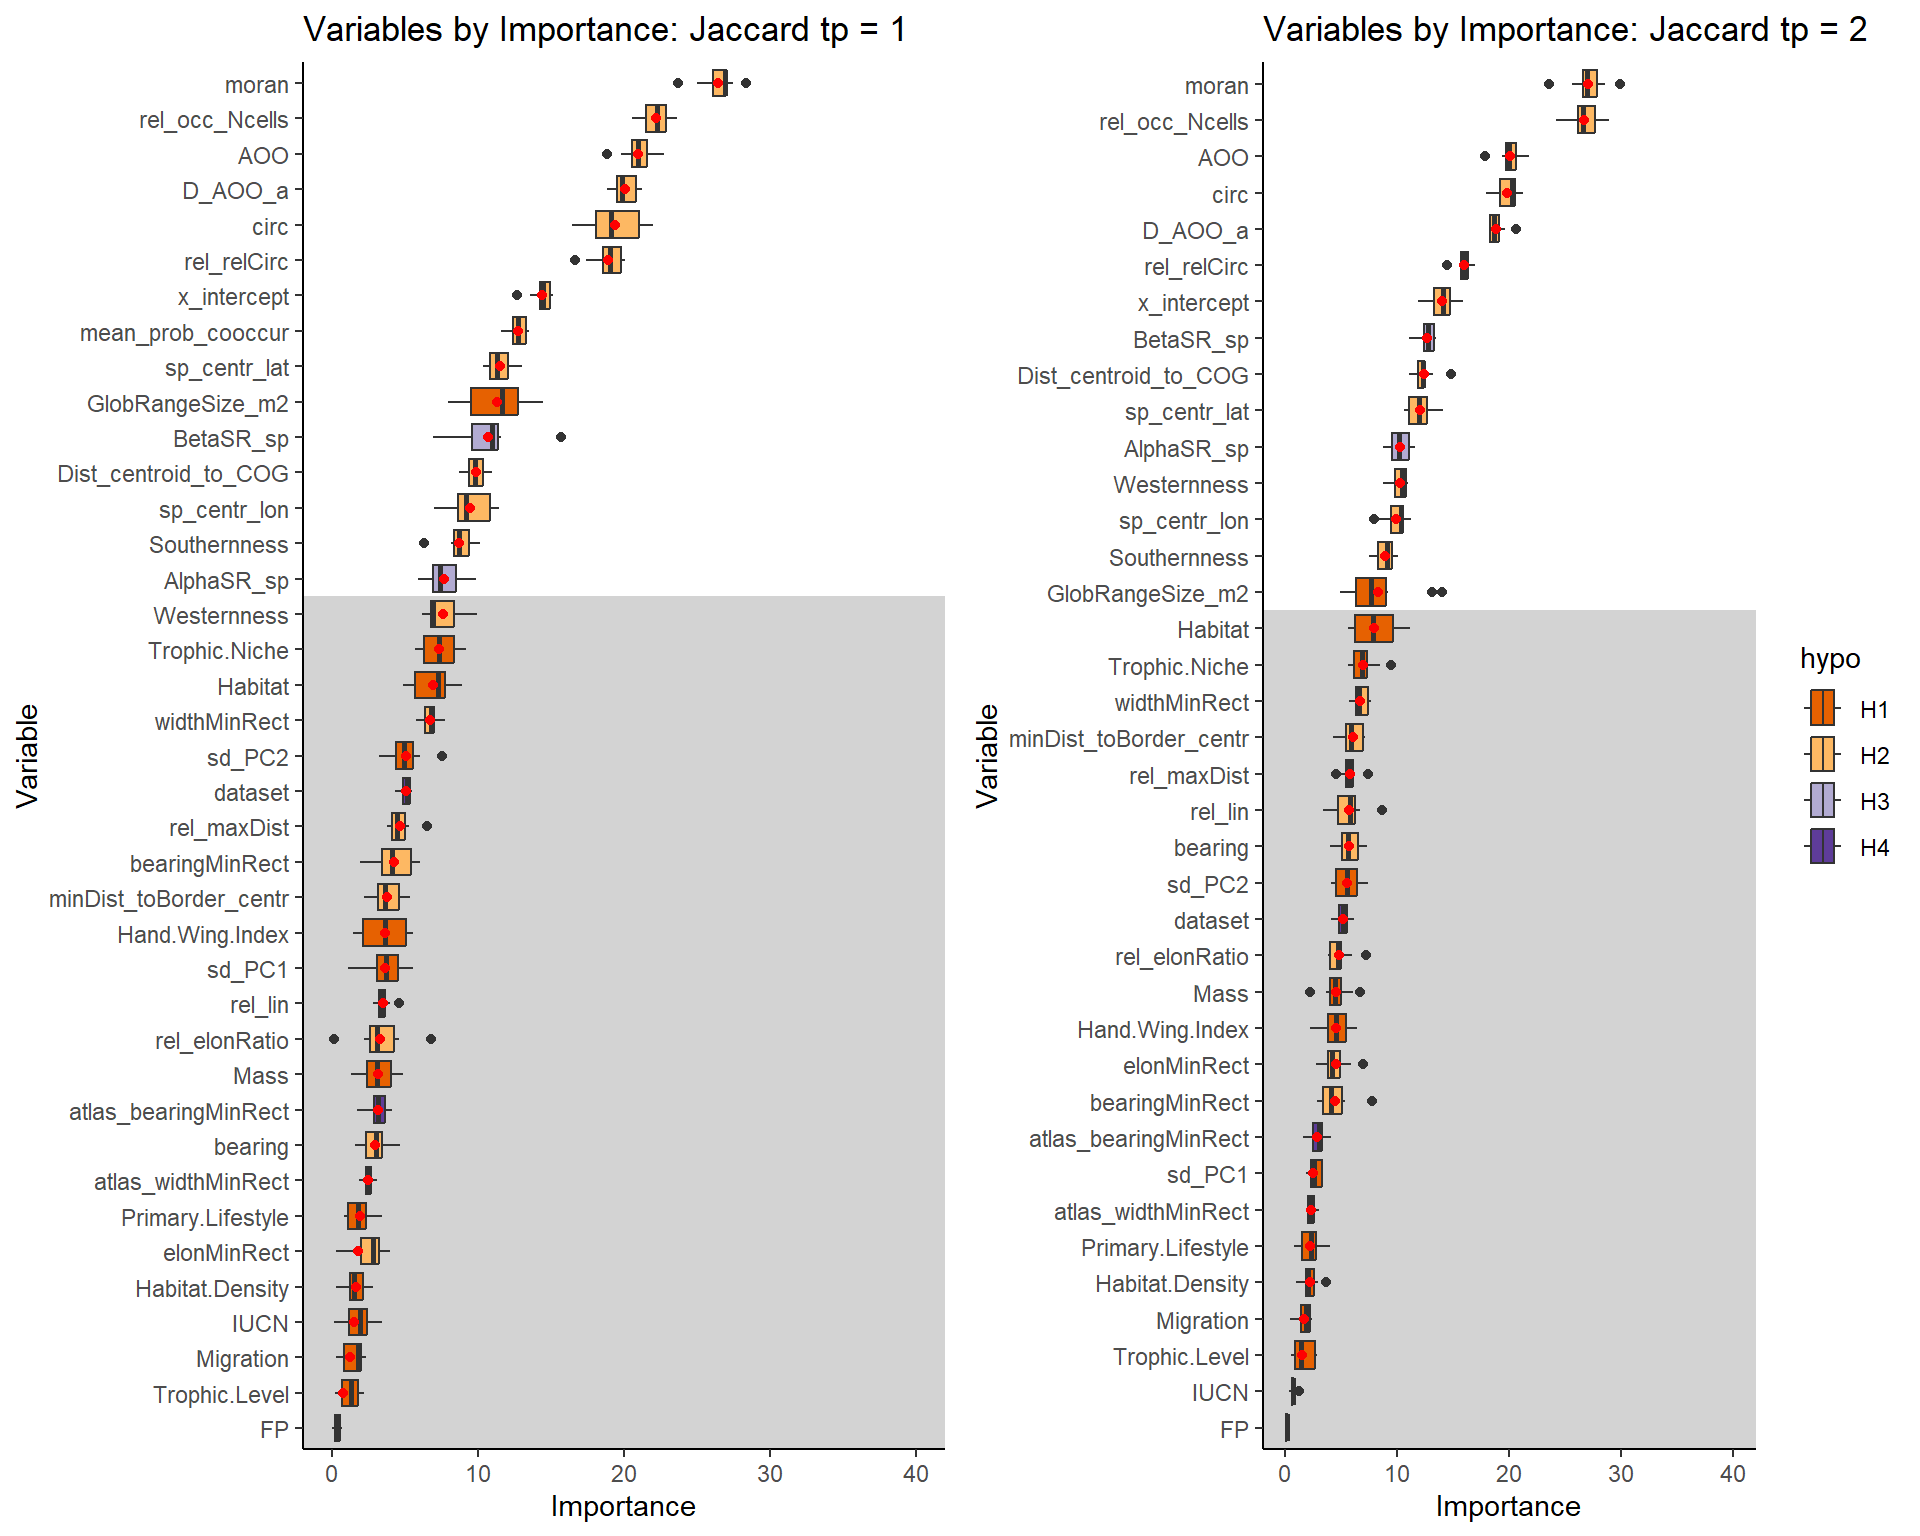 Variables by Importance: Jaccard tp = 1
moran
rel_occ_Ncells
AOO
D_AOO_a
circ
rel_relCirc
x_intercept
mean_prob_cooccur
sp_centr_lat
GlobRangeSize_m2
BetaSR_sp
Dist_centroid_to_COG
sp_centr_lon
Southernness
AlphaSR_sp
Westernness
Trophic.Niche
Habitat
widthMinRect
sd_PC2
dataset
rel_maxDist
bearingMinRect
minDist_toBorder_centr
Hand.Wing.Index
sd_PC1
rel_lin
rel_elonRatio
Mass
atlas_bearingMinRect
bearing
atlas_widthMinRect
Primary.Lifestyle
elonMinRect
Habitat.Density
IUCN
Migration
Trophic.Level
FP
Variable
0 10 20 30 40
Importance
Variables by Importance: Jaccard tp = 2
moran
rel_occ_Ncells
AOO
circ
D_AOO_a
rel_relCirc
x_intercept
BetaSR_sp
Dist_centroid_to_COG
sp_centr_lat
AlphaSR_sp
Westernness
sp_centr_lon
Southernness
GlobRangeSize_m2
Habitat
Trophic.Niche
widthMinRect
minDist_toBorder_centr
rel_maxDist
rel_lin
bearing
sd_PC2
dataset
rel_elonRatio
Mass
Hand.Wing.Index
elonMinRect
bearingMinRect
atlas_bearingMinRect
sd_PC1
atlas_widthMinRect
Primary.Lifestyle
Habitat.Density
Migration
Trophic.Level
IUCN
FP
Variable
0 10 20 30 40
Importance
hypo
H1
H2
H3
H4